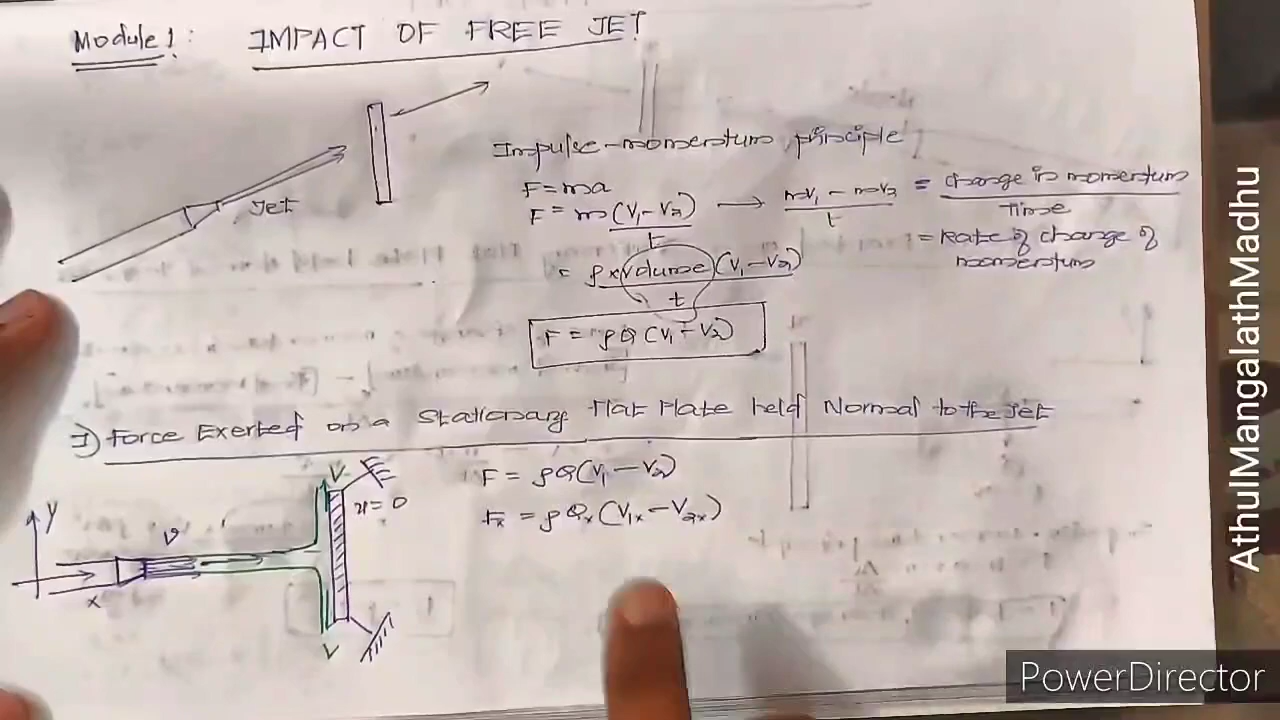 Module 1: IMPACT OF FREE JET
Jet
Impulse-momentum principle
F = ma
F = m(V₁ - V₂)/t → (mV₁ - mV₂)/t = change in momentum / Time
= Rate of change of momentum
= ρ × volume (V₁ - V₂) / t
F = ρQ(V₁ - V₂)
I) Force Exerted on a Stationary Flat Plate held Normal to the Jet
F = ρQ(V₁ - V₂)
Fx = ρQx(V₁x - V₂x)
y
x
v
V
u = 0
V
AthulMangalathMadhu
PowerDirector